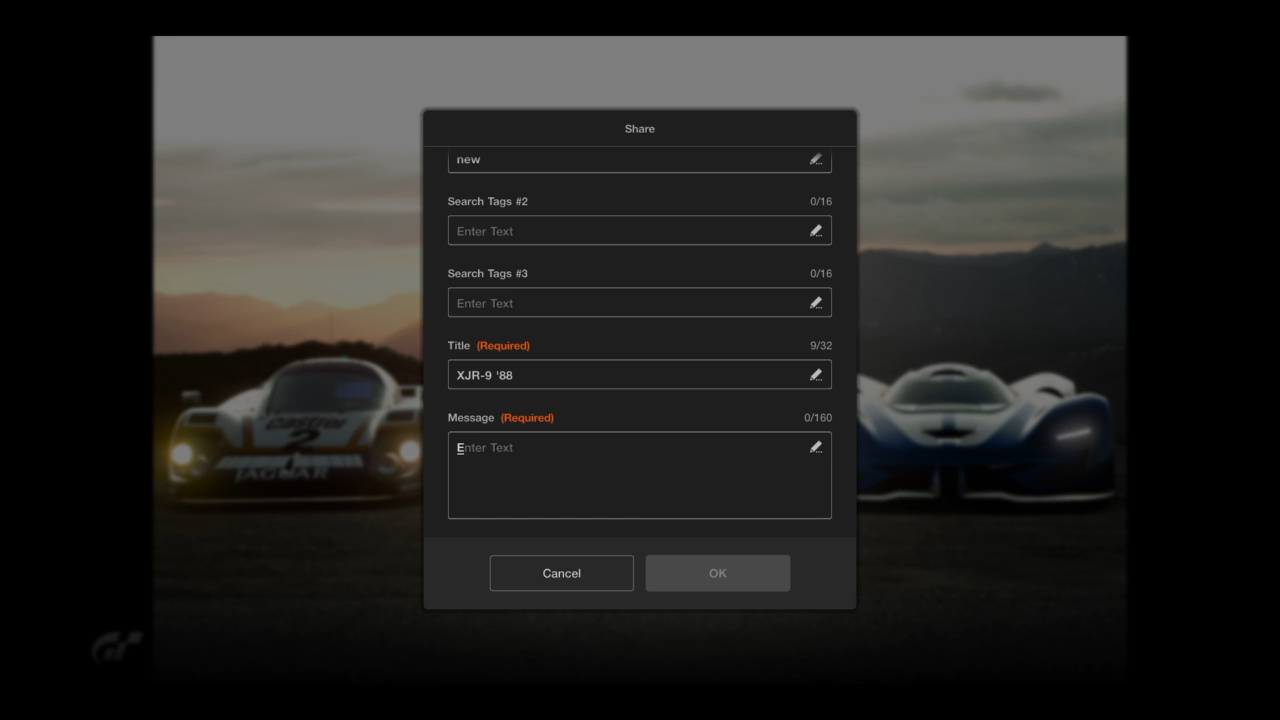 Share
new
Search Tags #2 0/16
Enter Text
Search Tags #3 0/16
Enter Text
Title (Required) 9/32
XJR-9 '88
Message (Required) 0/160
Enter Text
Castrol
2
JAGUAR
Cancel OK